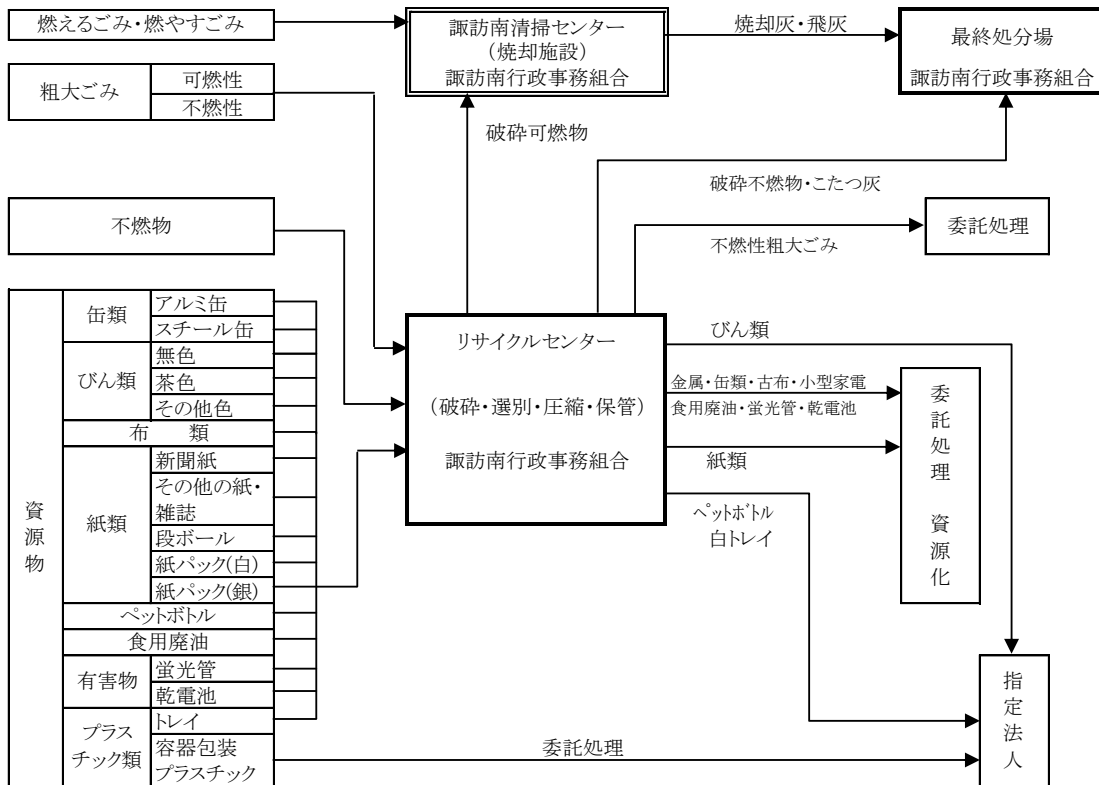 燃えるごみ・燃やすごみ
粗大ごみ
可燃性
不燃性
不燃物
資源物
缶類
アルミ缶
スチール缶
びん類
無色
茶色
その他色
布　類
紙類
新聞紙
その他の紙・
雑誌
段ボール
紙パック(白)
紙パック(銀)
ペットボトル
食用廃油
有害物
蛍光管
乾電池
プラス
チック類
トレイ
容器包装
プラスチック
諏訪南清掃センター
(焼却施設)
諏訪南行政事務組合
焼却灰・飛灰
最終処分場
諏訪南行政事務組合
破砕可燃物
破砕不燃物・こたつ灰
不燃性粗大ごみ
委託処理
リサイクルセンター
(破砕・選別・圧縮・保管)
諏訪南行政事務組合
びん類
金属・缶類・古布・小型家電
食用廃油・蛍光管・乾電池
紙類
ペットボトル
白トレイ
委託処理　資源化
委託処理
指定法人